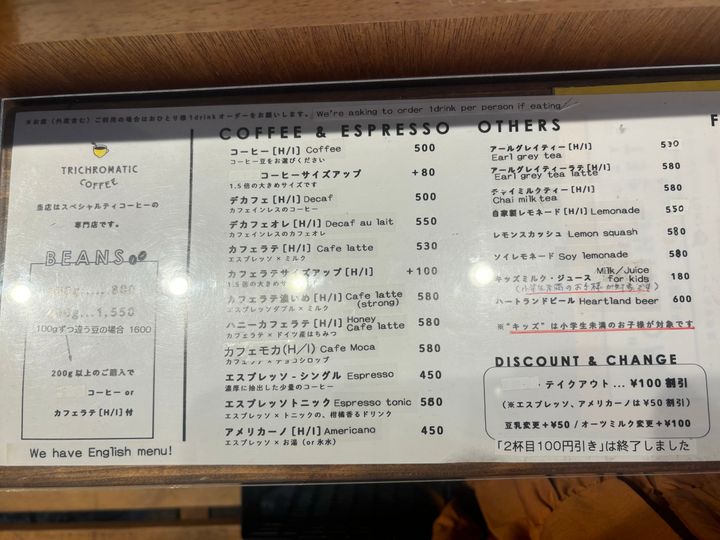 ※お席(外席含む)ご利用の場合はおひとり様1drinkオーダーをお願いします。We're asking to order 1drink per person if eating
TRICHROMATIC
COFFEE
当店はスペシャルティコーヒーの
専門店です。
BEANS
100g.....800
200g...1,550
100gずつ違う豆の場合 1600
200g以上のご購入で
コーヒー or
カフェラテ[H/I]付
We have English menu!
COFFEE & ESPRESSO
コーヒー[H/I] Coffee 500
コーヒー豆をお選びください
コーヒーサイズアップ +80
1.5倍の大きめサイズです
デカフェ[H/I] Decaf 500
カフェインレスのコーヒー
デカフェオレ[H/I] Decaf au lait 550
カフェインレスのカフェオレ
カフェラテ[H/I] Cafe latte 530
エスプレッソ × ミルク
カフェラテサイズアップ[H/I] +100
1.5倍の大きめ
カフェラテ濃いめ[H/I] Cafe latte (strong) 580
エスプレッソダブル × ミルク
ハニーカフェラテ[H/I] Honey Cafe latte 580
カフェラテ × ドイツ産はちみつ
カフェモカ(H/I) Cafe Moca 580
カフェラテ × チョコシロップ
エスプレッソ - シングル Espresso 450
濃厚に抽出した少量のコーヒー
エスプレッソトニック Espresso tonic 580
エスプレッソ × トニックの、柑橘香るドリンク
アメリカーノ[H/I] Americano 450
エスプレッソ × お湯(or 氷水)
OTHERS
アールグレイティー[H/I] 530
Earl grey tea
アールグレイティーラテ[H/I] 580
Earl grey tea latte
チャイミルクティー[H/I] 580
Chai milk tea
自家製レモネード[H/I] Lemonade 550
レモンスカッシュ Lemon squash 580
ソイレモネード Soy lemonade 580
キッズミルク・ジュース Milk/Juice for kids 180
(小学生未満のお子様が対象です)
ハートランドビール Heartland beer 600
※"キッズ"は小学生未満のお子様が対象です
DISCOUNT & CHANGE
・テイクアウト... ¥100割引
(※エスプレッソ、アメリカーノは¥50割引)
豆乳変更+¥50 / オーツミルク変更+¥100
「2杯目100円引き」は終了しました
F